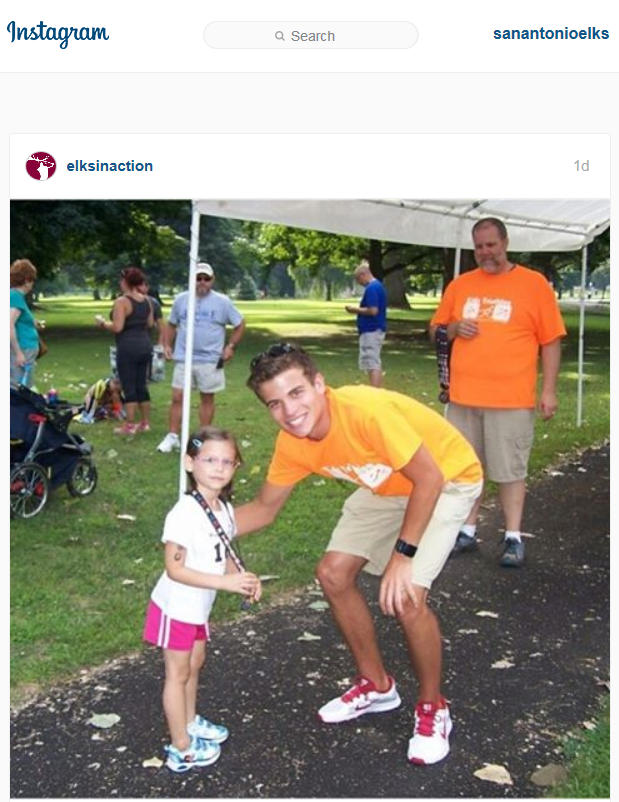 Instagram
Search
sanantonioelks
elksinaction
1d